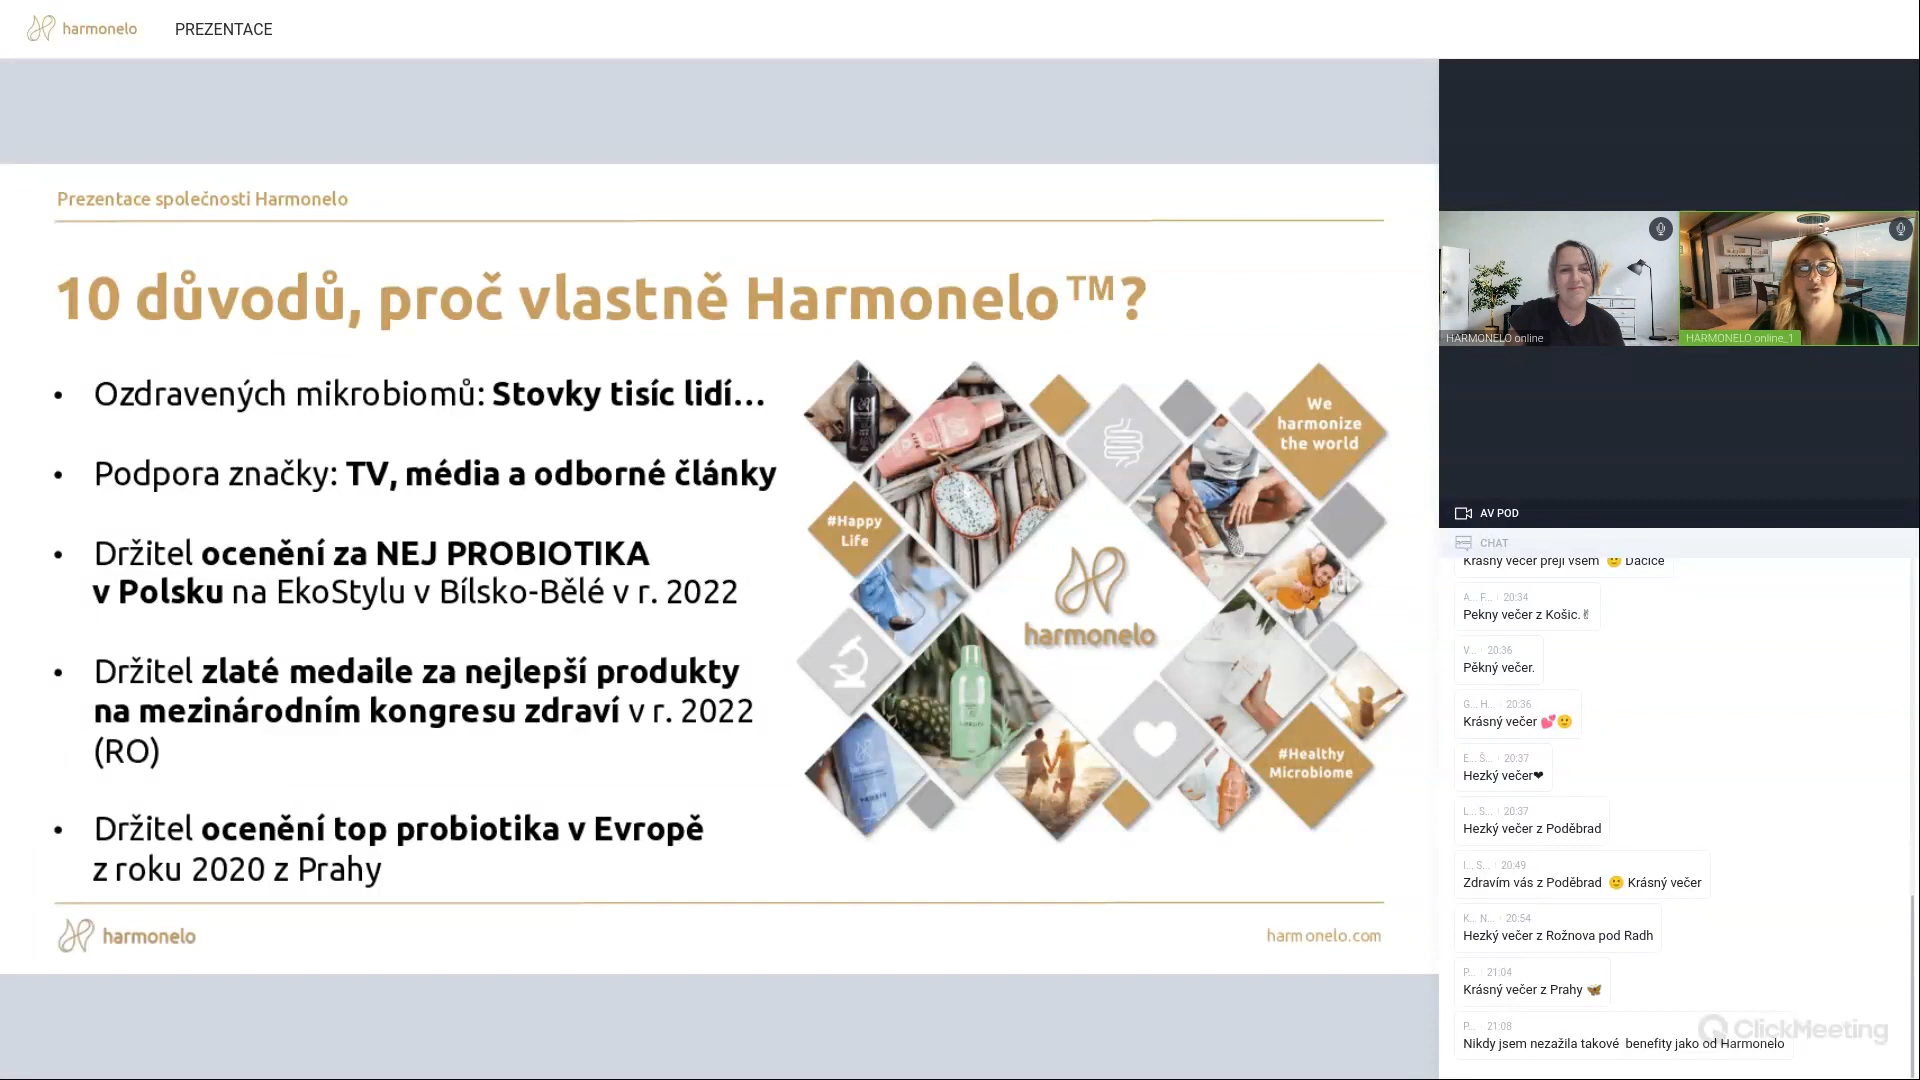 harmonelo PREZENTACE
Prezentace společnosti Harmonelo
10 důvodů, proč vlastně Harmonelo™?
• Ozdravených mikrobiomů: Stovky tisíc lidí...
• Podpora značky: TV, média a odborné články
• Držitel ocenění za NEJ PROBIOTIKA
v Polsku na EkoStylu v Bílsko-Bělé v r. 2022
• Držitel zlaté medaile za nejlepší produkty
na mezinárodním kongresu zdraví v r. 2022
(RO)
• Držitel ocenění top probiotika v Evropě
z roku 2020 z Prahy
We
harmonize
the world
#Happy
Life
harmonelo
#Healthy
Microbiome
harmonelo
harmonelo.com
HARMONELO online
HARMONELO online_1
AV POD
CHAT
Krásný večer přeji všem 🙂 Dačice
A... F... 20:34
Pekny večer z Košic.✌
V... 20:36
Pěkný večer.
G... H... 20:36
Krásný večer 💕🙂
E... Š... 20:37
Hezký večer❤
L... S... 20:37
Hezký večer z Poděbrad
I... S... 20:49
Zdravím vás z Poděbrad 🙂 Krásný večer
K... N... 20:54
Hezký večer z Rožnova pod Radh
P... 21:04
Krásný večer z Prahy 🦋
P... 21:08
Nikdy jsem nezažila takové benefity jako od Harmonelo
ClickMeeting